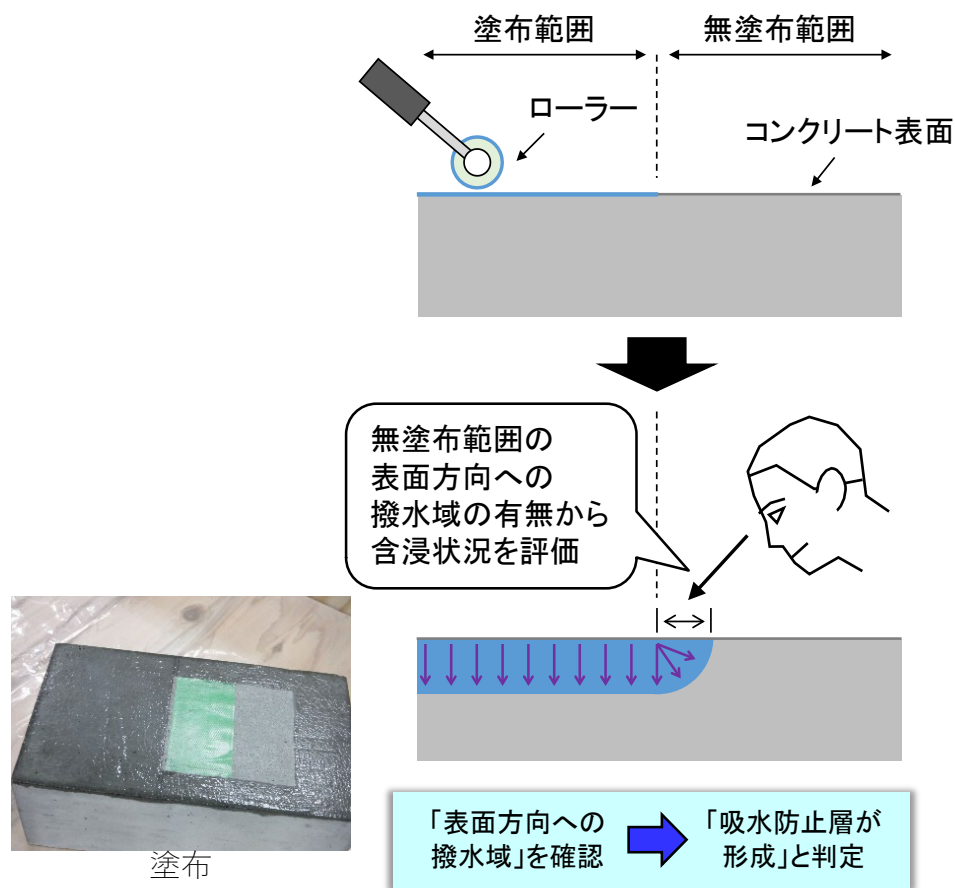 塗布範囲
無塗布範囲
ローラー
コンクリート表面
無塗布範囲の
表面方向への
撥水域の有無から
含浸状況を評価
塗布
「表面方向への
撥水域」を確認
「吸水防止層が
形成」と判定